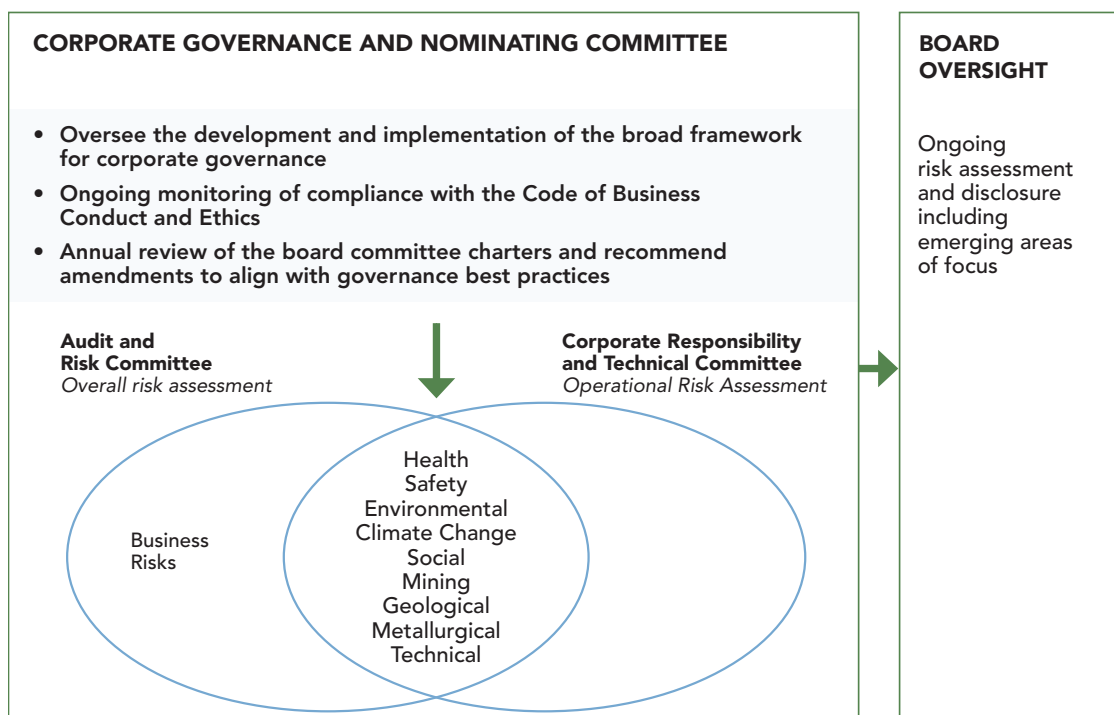 CORPORATE GOVERNANCE AND NOMINATING COMMITTEE
• Oversee the development and implementation of the broad framework
for corporate governance
• Ongoing monitoring of compliance with the Code of Business
Conduct and Ethics
• Annual review of the board committee charters and recommend
amendments to align with governance best practices
Audit and
Risk Committee
Overall risk assessment
Corporate Responsibility
and Technical Committee
Operational Risk Assessment
Business
Risks
Health
Safety
Environmental
Climate Change
Social
Mining
Geological
Metallurgical
Technical
BOARD
OVERSIGHT
Ongoing
risk assessment
and disclosure
including
emerging areas
of focus